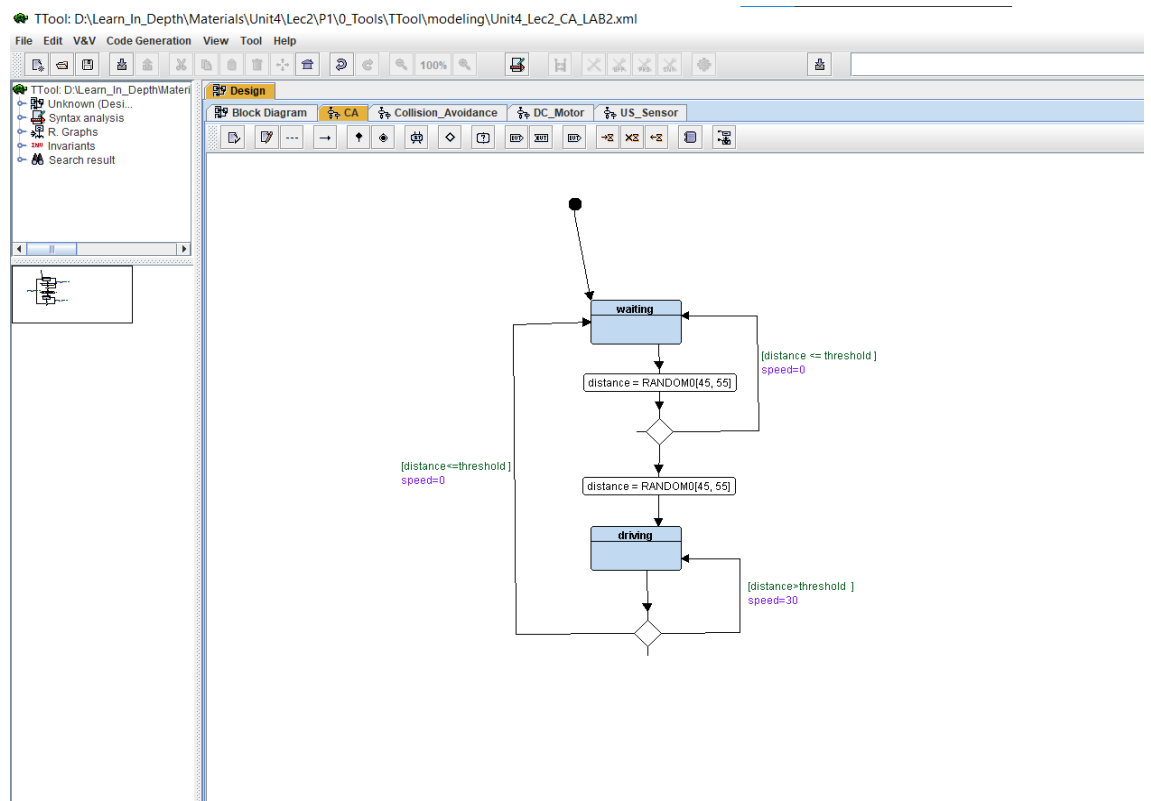 TTool: D:\Learn_In_Depth\Materials\Unit4\Lec2\P1\0_Tools\TTool\modeling\Unit4_Lec2_CA_LAB2.xml
File Edit V&V Code Generation View Tool Help
100%
TTool: D:\Learn_In_Depth\Materi
Unknown (Desi...
Syntax analysis
R. Graphs
INV Invariants
Search result
Design
Block Diagram CA Collision_Avoidance DC_Motor US_Sensor
waiting
[distance <= threshold ]
speed=0
distance = RANDOM0[45, 55]
[distance<=threshold ]
speed=0
distance = RANDOM0[45, 55]
driving
[distance>threshold ]
speed=30